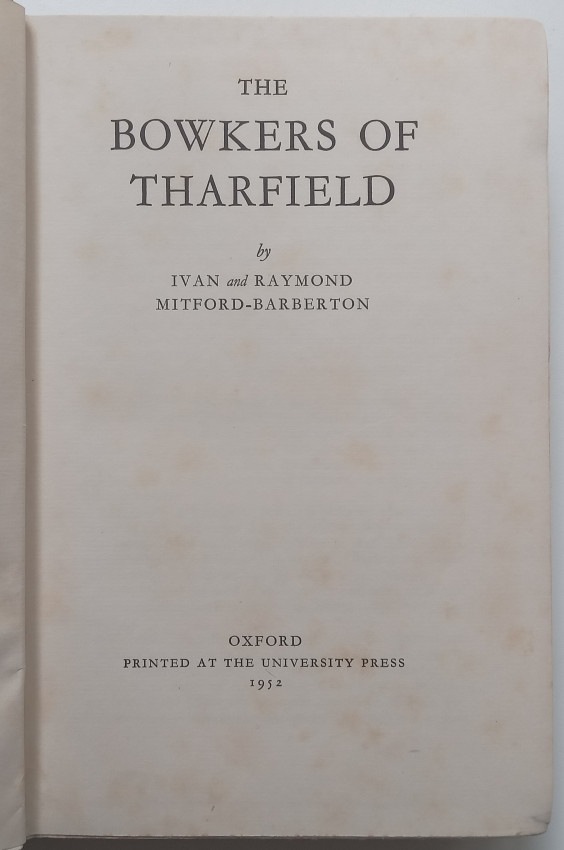 THE
BOWKERS OF
THARFIELD
by
IVAN and RAYMOND
MITFORD-BARBERTON
OXFORD
PRINTED AT THE UNIVERSITY PRESS
1952